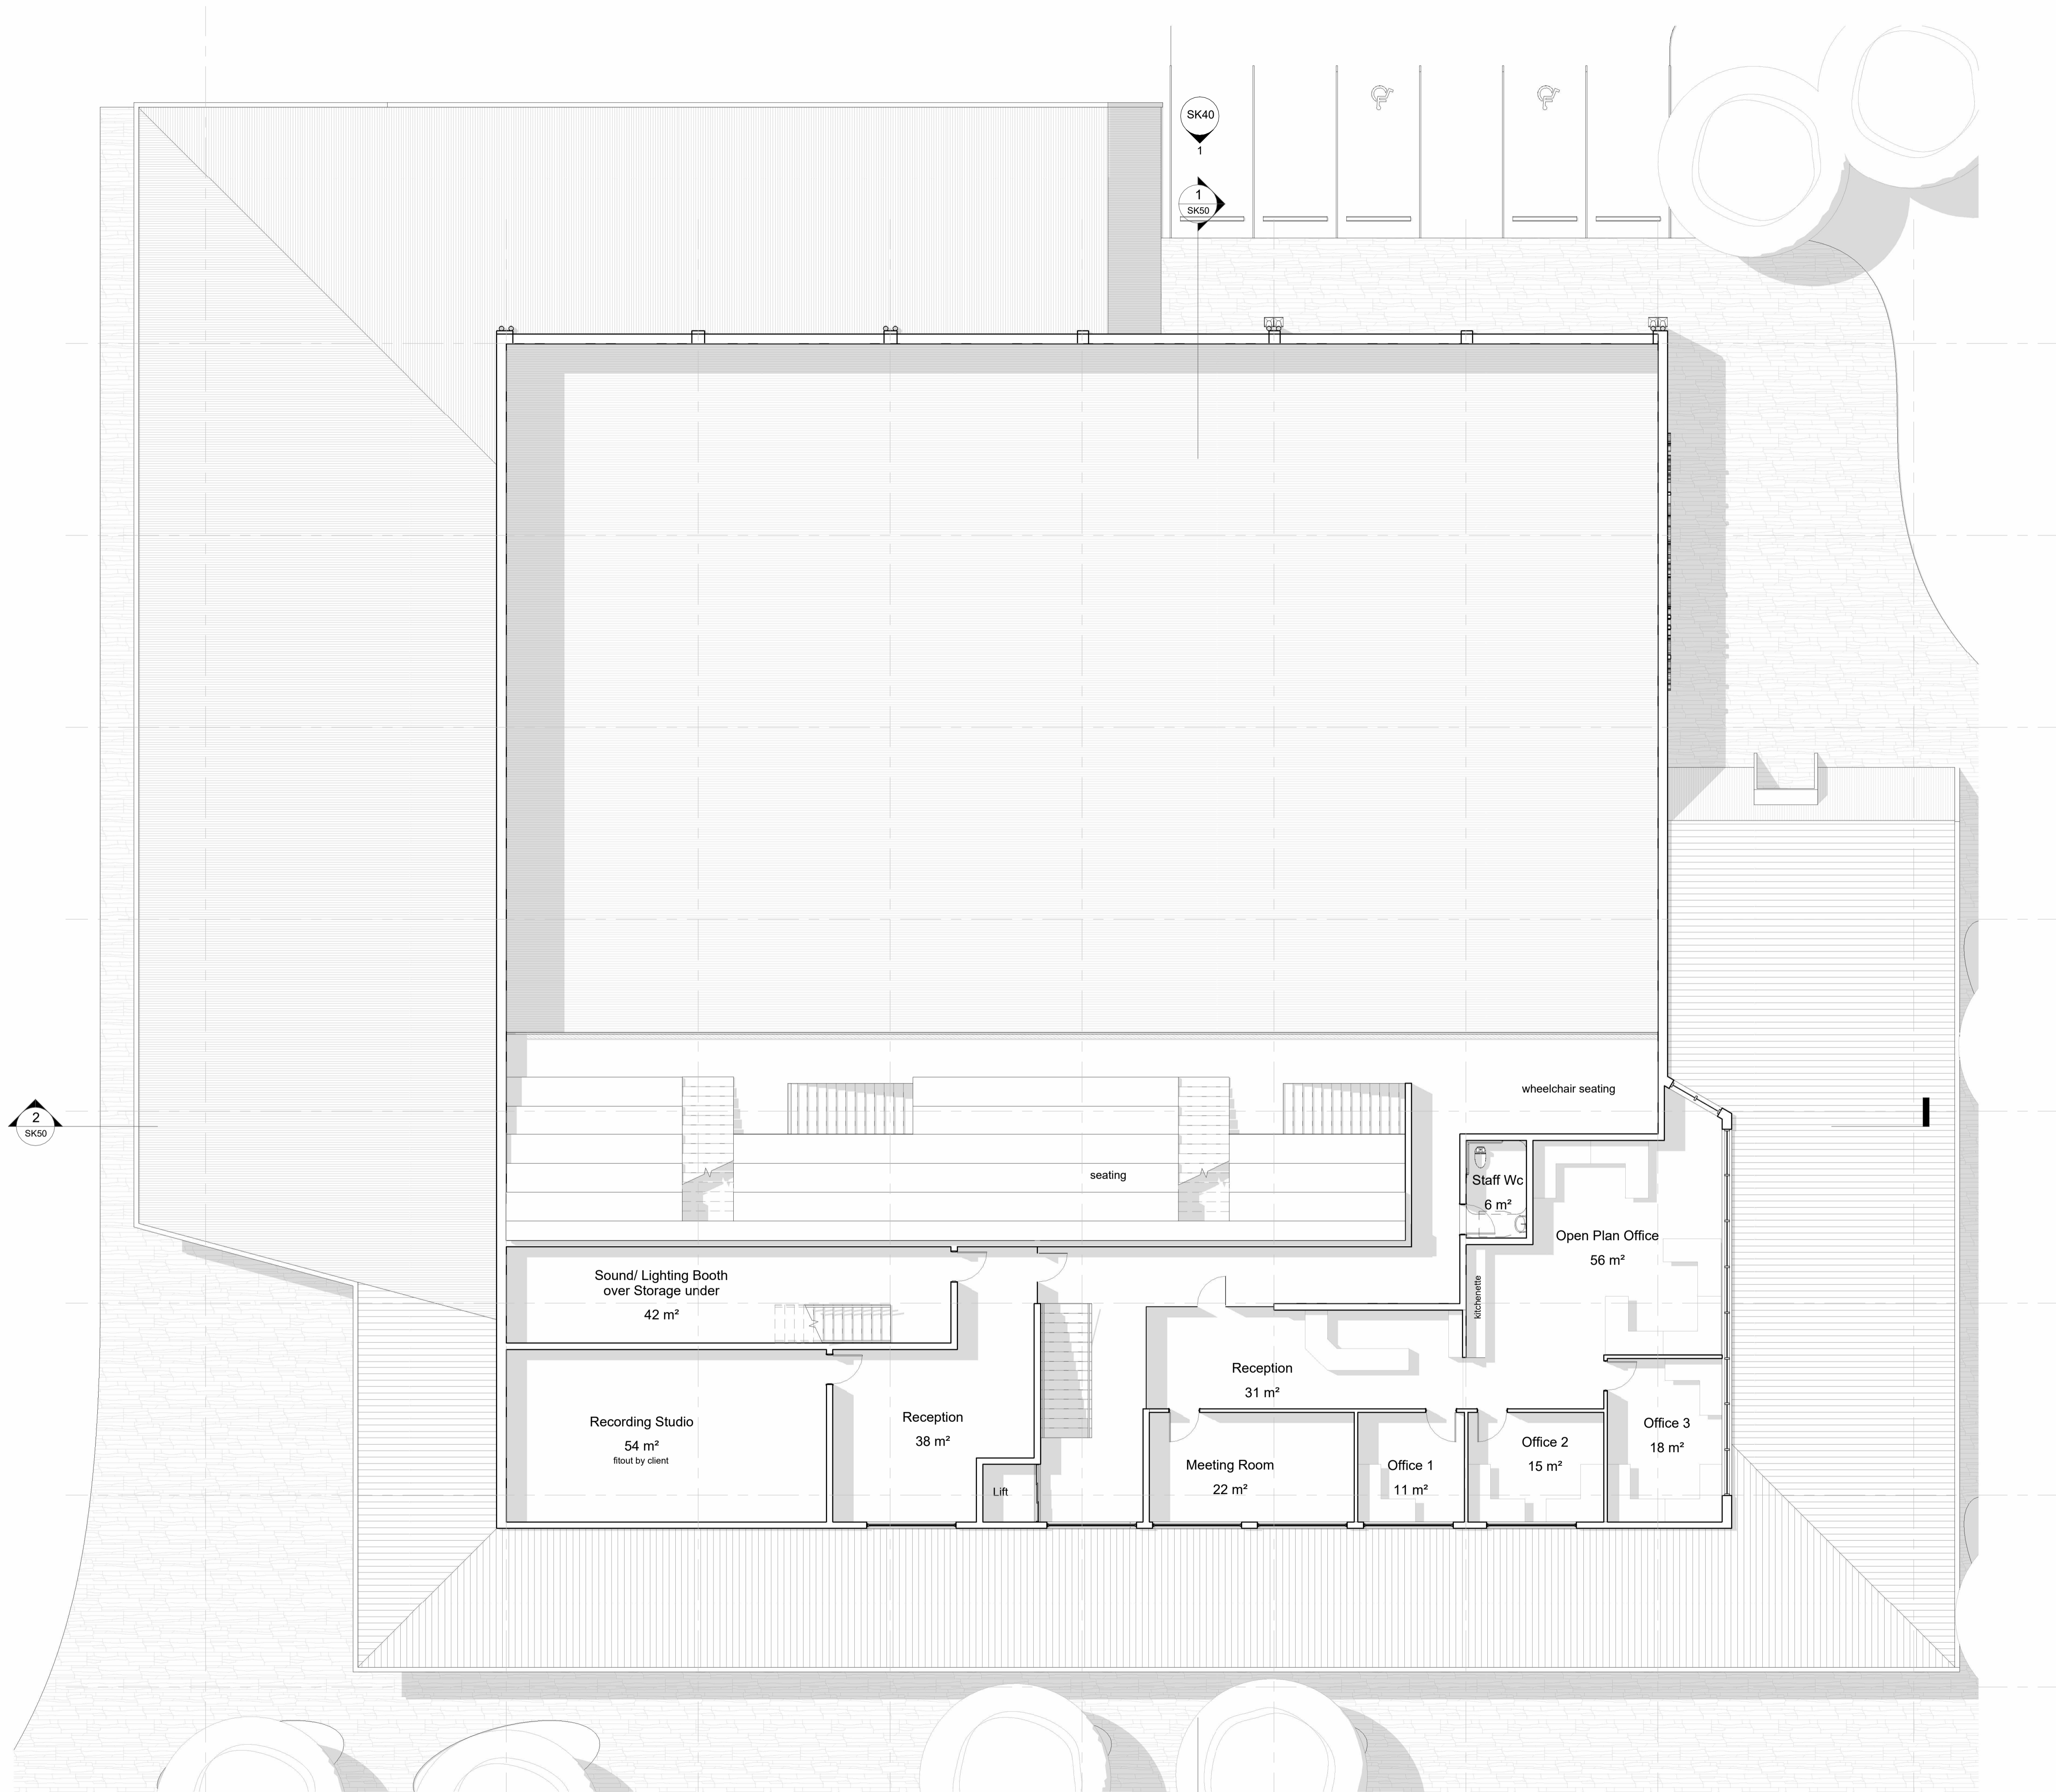 SK40
1
1
SK50
wheelchair seating
2
SK50
seating
Staff Wc
6 m²
Open Plan Office
56 m²
Sound/ Lighting Booth
over Storage under
42 m²
kitchenette
Reception
31 m²
Recording Studio
54 m²
fitout by client
Reception
38 m²
Lift
Meeting Room
22 m²
Office 1
11 m²
Office 2
15 m²
Office 3
18 m²